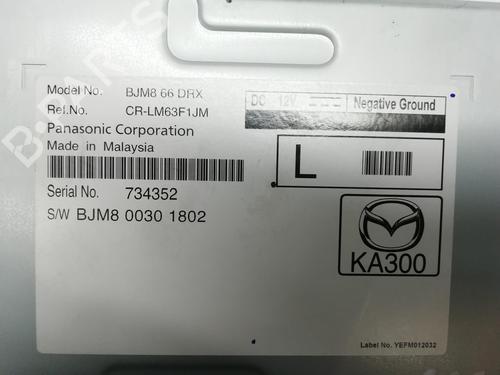 Model No. BJM8 66 DRX
Ref.No. CR-LM63F1JM
Panasonic Corporation
Made in Malaysia
DC 12V Negative Ground
L
Serial No. 734352
S/W BJM8 0030 1802
KA300
Label No. YEFM012032
B-PARTS